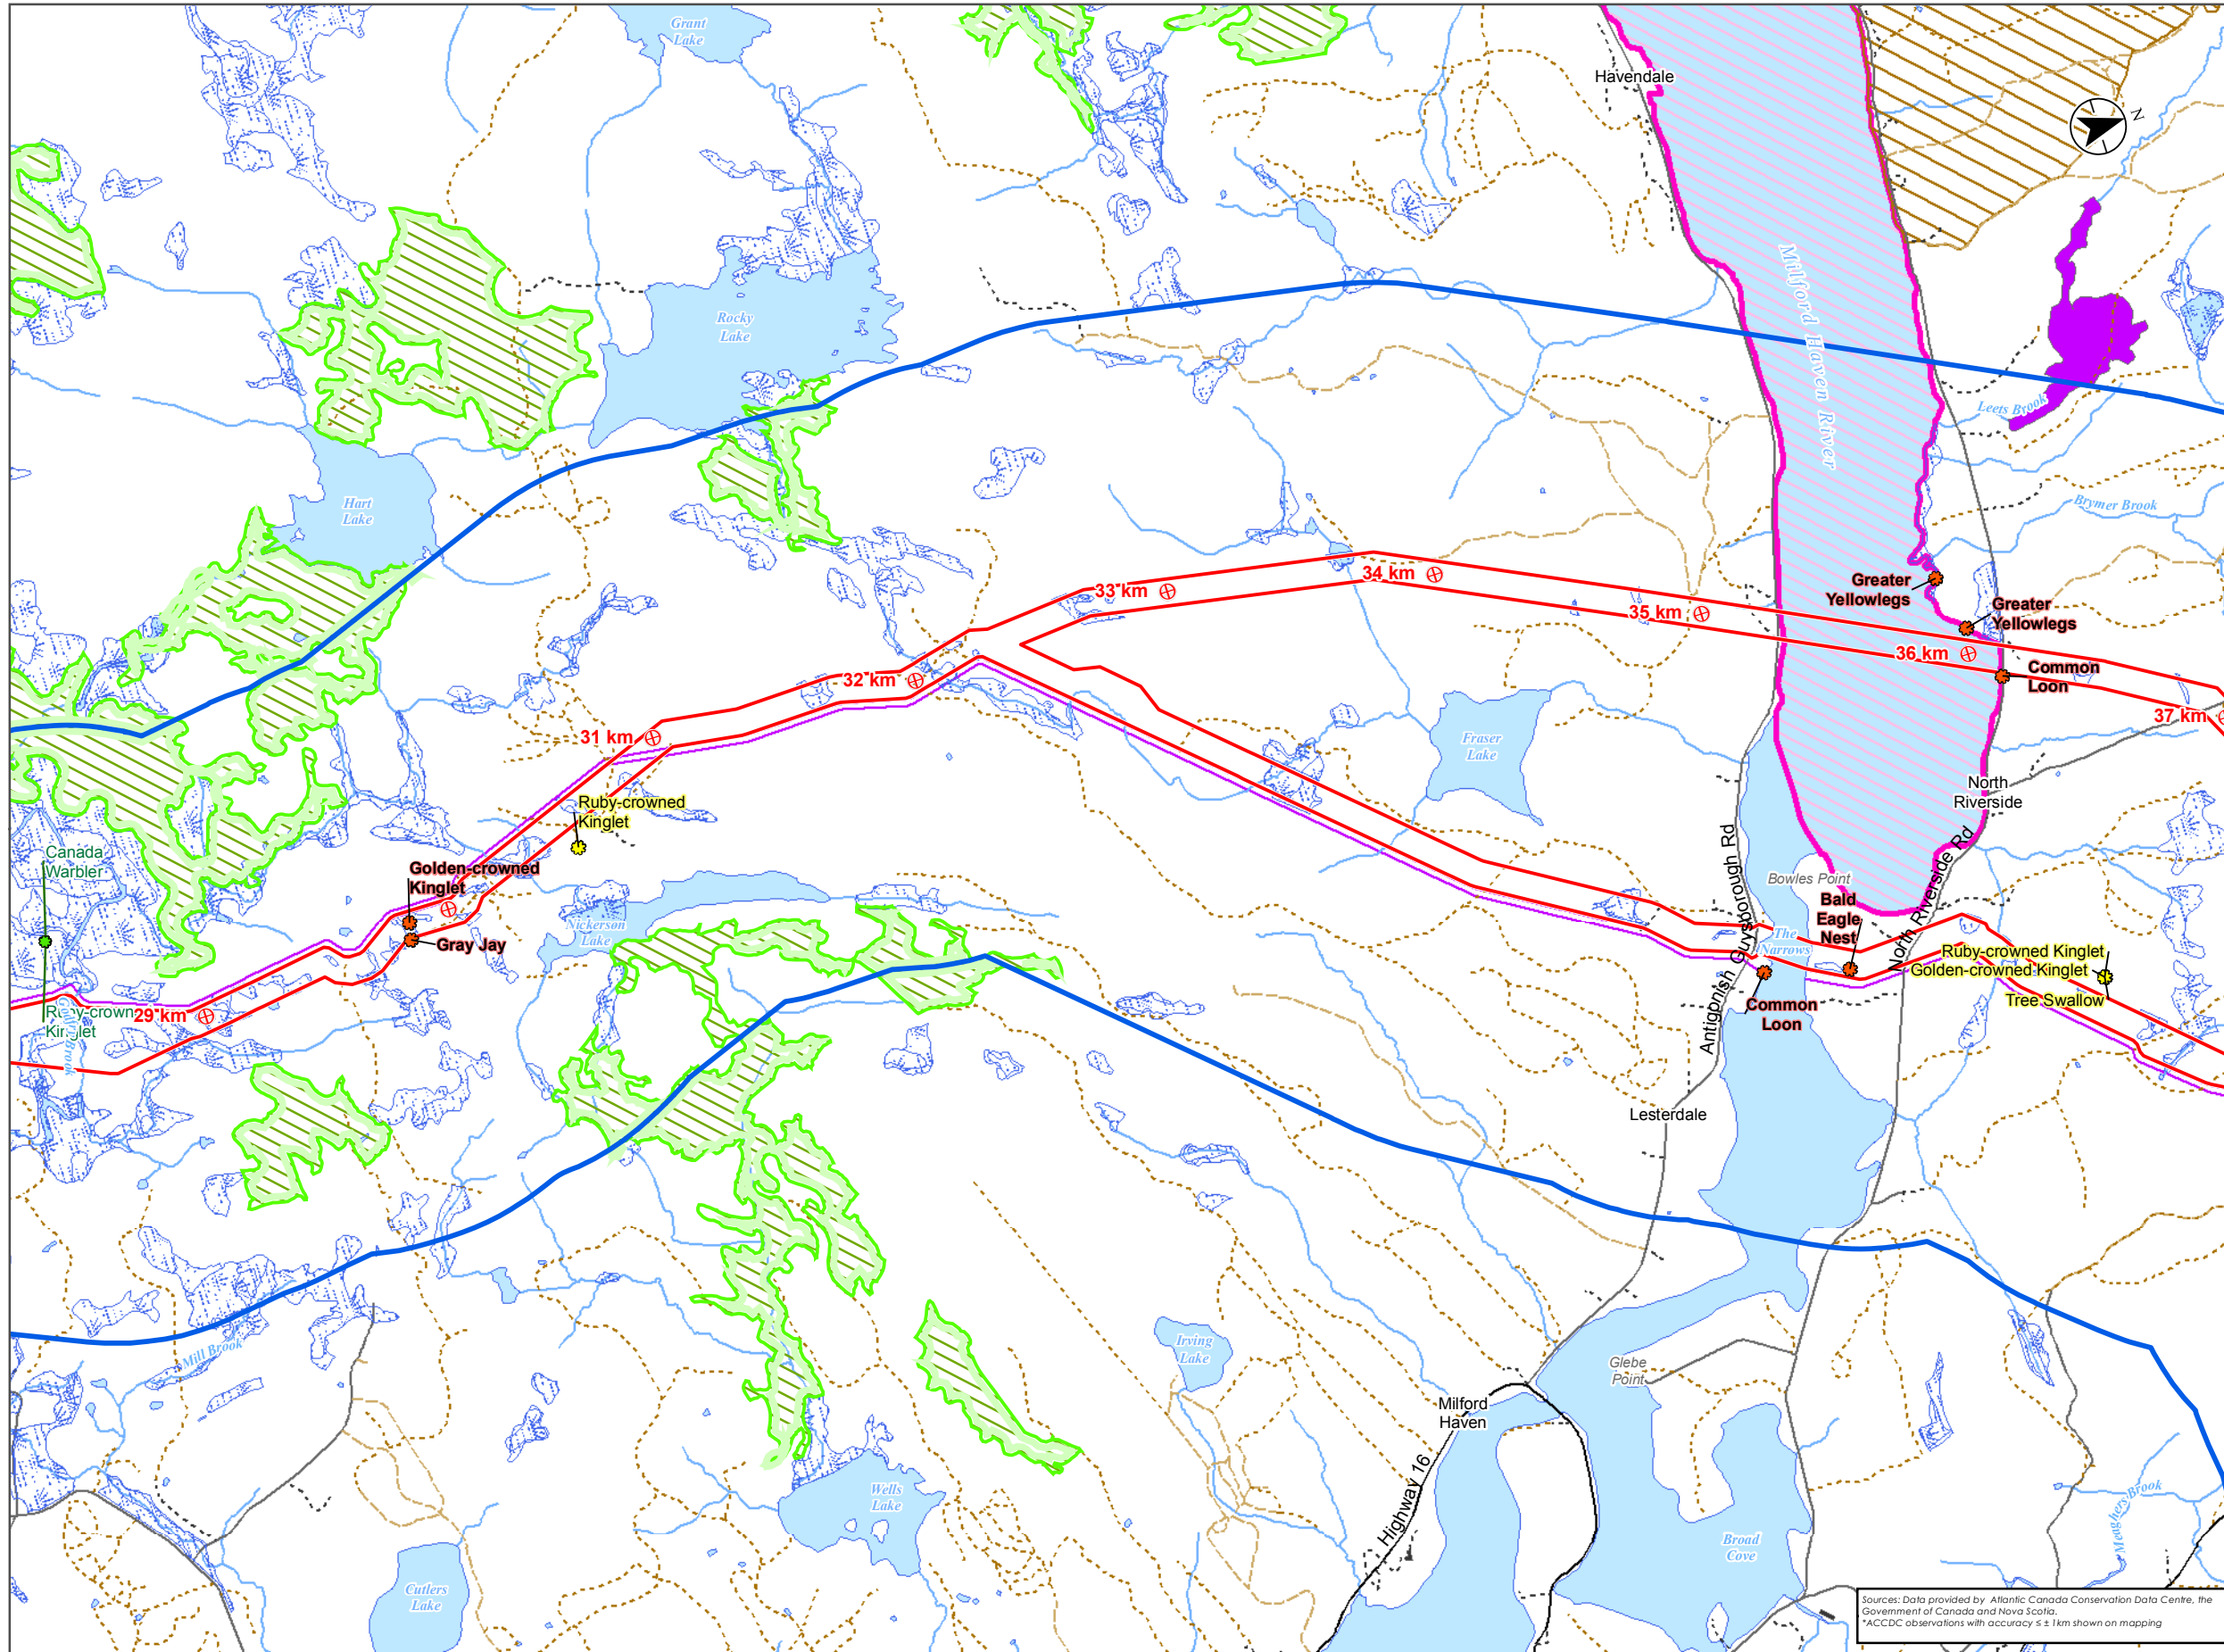 Grant
Lake
Havendale
N
Milford Haven River
Rocky
Lake
Leets Brook
Hart
Lake
Brymer Brook
33 km
34 km
35 km
36 km
37 km
Greater
Yellowlegs
Greater
Yellowlegs
Common
Loon
32 km
31 km
Fraser
Lake
North
Riverside
Ruby-crowned
Kinglet
Canada
Warbler
Golden-crowned
Kinglet
Gray Jay
Nickerson
Lake
Antigonish Guysborough Rd
North Riverside Rd
Bowles Point
Bald
Eagle
Nest
The
Narrows
Ruby-crowned Kinglet
Golden-crowned Kinglet
Tree Swallow
Common
Loon
29 km
Kinglet
Brook
Lesterdale
Mill Brook
Irving
Lake
Glebe
Point
Milford
Haven
Highway 16
Wells
Lake
Broad
Cove
Meaghers Brook
Cutlers
Lake
Sources: Data provided by Atlantic Canada Conservation Data Centre, the
Government of Canada and Nova Scotia.
*ACCDC observations with accuracy ≤ ± 1km shown on mapping